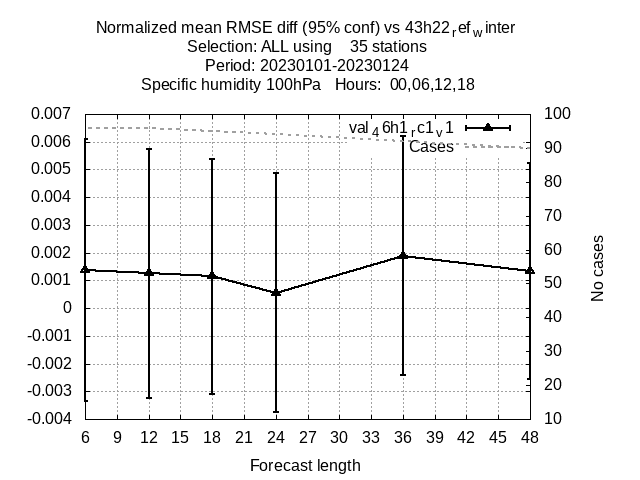 Normalized mean RMSE diff (95% conf) vs 43h22refwinter
Selection: ALL using    35 stations
Period: 20230101-20230124
Specific humidity 100hPa   Hours:  00,06,12,18
0.007
0.006
0.005
0.004
0.003
0.002
0.001
0
-0.001
-0.002
-0.003
-0.004
val46h1rc1v1
Cases
100
90
80
70
60
50
40
30
20
10
No cases
6 9 12 15 18 21 24 27 30 33 36 39 42 45 48
Forecast length